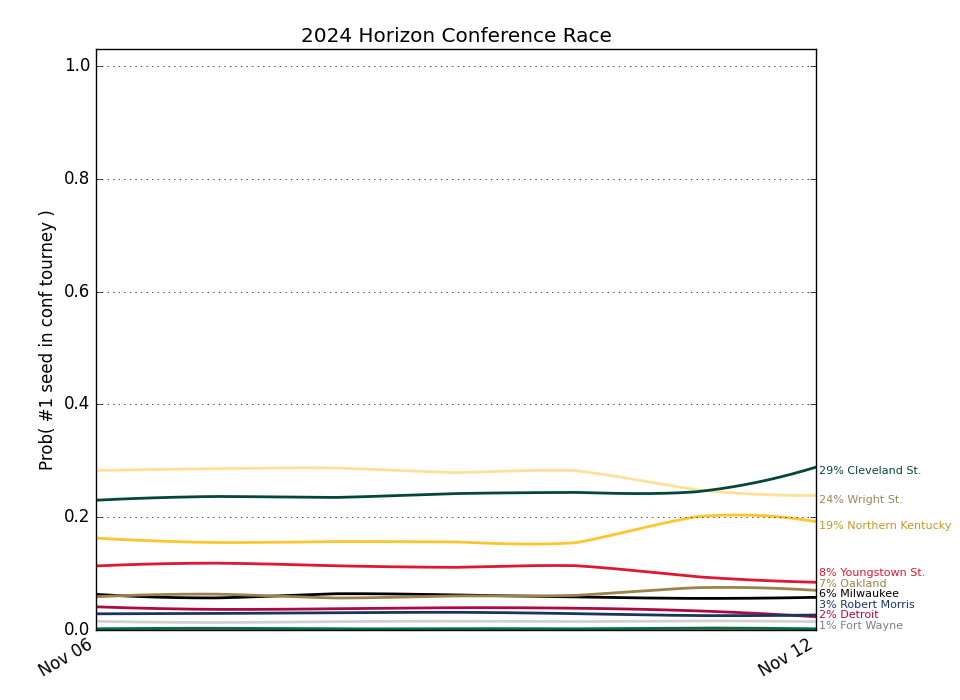 2024 Horizon Conference Race
Prob( #1 seed in conf tourney )
1.0
0.8
0.6
0.4
0.2
0.0
Nov 06
Nov 12
29% Cleveland St.
24% Wright St.
19% Northern Kentucky
8% Youngstown St.
7% Oakland
6% Milwaukee
3% Robert Morris
2% Detroit
1% Fort Wayne